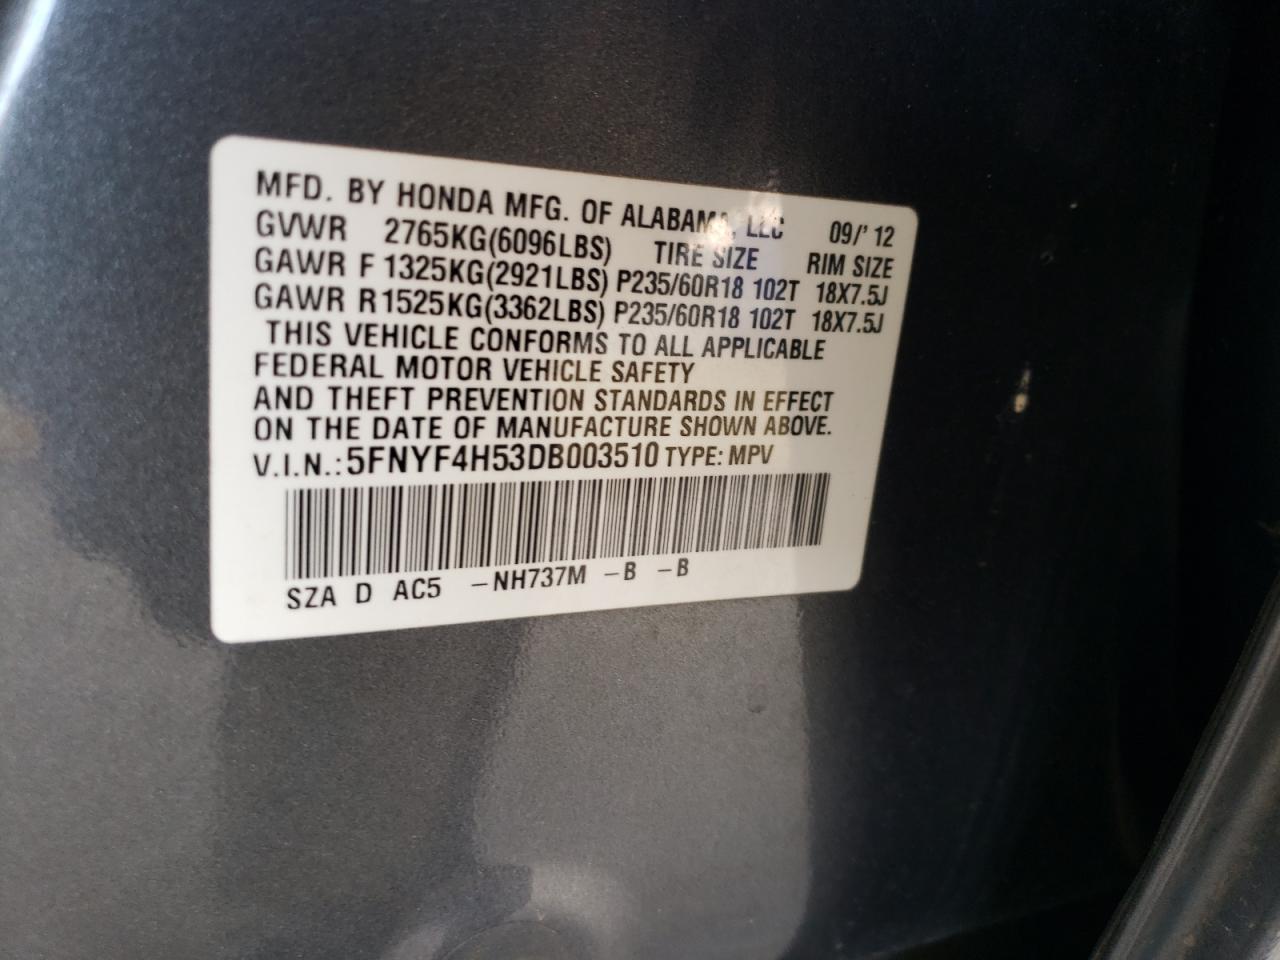 MFD. BY HONDA MFG. OF ALABAMA, LLC 09/'12
GVWR 2765KG(6096LBS) TIRE SIZE RIM SIZE
GAWR F 1325KG(2921LBS) P235/60R18 102T 18X7.5J
GAWR R 1525KG(3362LBS) P235/60R18 102T 18X7.5J
THIS VEHICLE CONFORMS TO ALL APPLICABLE
FEDERAL MOTOR VEHICLE SAFETY
AND THEFT PREVENTION STANDARDS IN EFFECT
ON THE DATE OF MANUFACTURE SHOWN ABOVE.
V.I.N.: 5FNYF4H53DB003510 TYPE: MPV
SZA D AC5 –NH737M –B –B